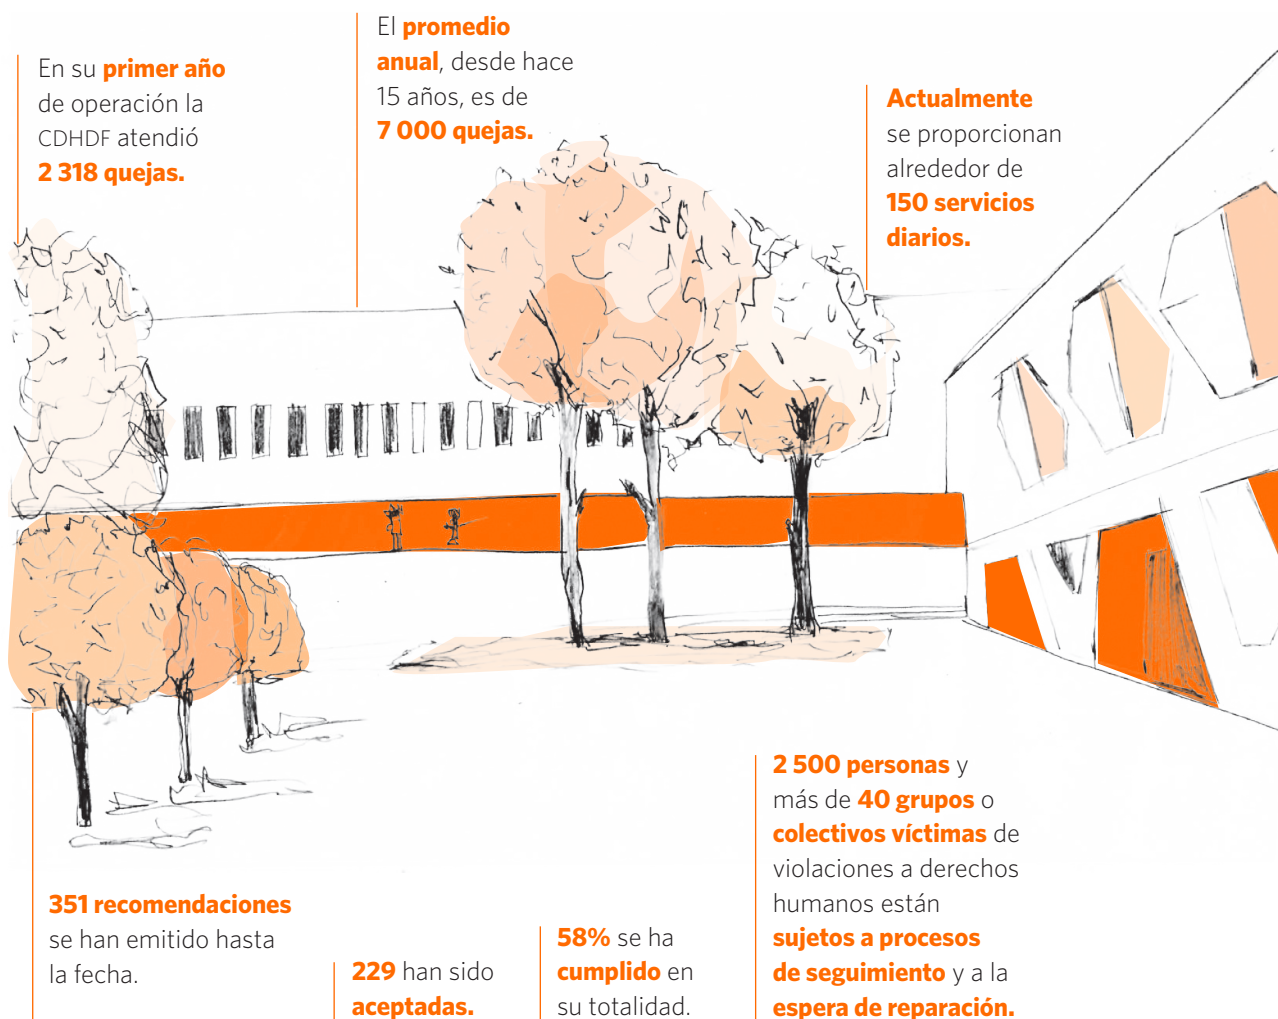 En su primer año
de operación la
CDHDF atendió
2 318 quejas.
El promedio
anual, desde hace
15 años, es de
7 000 quejas.
Actualmente
se proporcionan
alrededor de
150 servicios
diarios.
351 recomendaciones
se han emitido hasta
la fecha.
229 han sido
aceptadas.
58% se ha
cumplido en
su totalidad.
2 500 personas y
más de 40 grupos o
colectivos víctimas de
violaciones a derechos
humanos están
sujetos a procesos
de seguimiento y a la
espera de reparación.